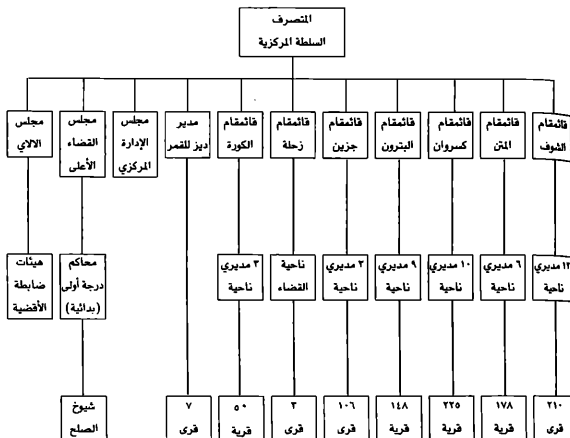 المتصرف
السلطة المركزية
قائمقام
الشوف
قائمقام
المتن
قائمقام
كسروان
قائمقام
البترون
قائمقام
جزين
قائمقام
زحلة
قائمقام
الكورة
مدير
ديز للقمر
مجلس
الإدارة
المركزي
مجلس
القضاء
الأعلى
مجلس
الالاي
١٢ مديري
ناحية
٦ مديري
ناحية
١٠ مديري
ناحية
٩ مديري
ناحية
٣ مديري
ناحية
ناحية
القضاء
٣ مديري
ناحية
محاكم
درجة أولى
(بدائية)
هيئات
ضابطة
الأقضية
٢١٠
قرى
١٧٨
قرية
٢٢٥
قرية
١٤٨
قرية
١٠٦
قرى
٣
قرى
٥٠
قرية
٧
قرى
شيوخ
الصلح